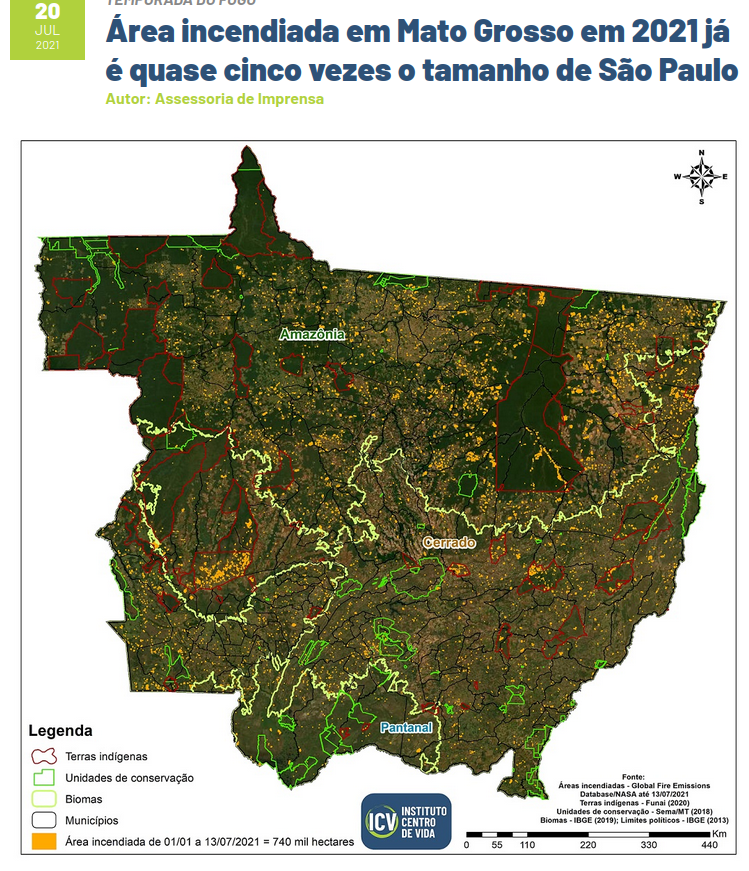 20
JUL
2021
TEMPORADA DO FOGO
Área incendiada em Mato Grosso em 2021 já
é quase cinco vezes o tamanho de São Paulo
Autor: Assessoria de Imprensa
N
W
E
S
Amazônia
Cerrado
Pantanal
Legenda
Terras indígenas
Unidades de conservação
Biomas
Municípios
Área incendiada de 01/01 a 13/07/2021 = 740 mil hectares
ICV
INSTITUTO
CENTRO
DE VIDA
Fonte:
Áreas incendiadas - Global Fire Emissions
Database/NASA até 13/07/2021
Terras indígenas - Funai (2020)
Unidades de conservação - Sema/MT (2018)
Biomas - IBGE (2019); Limites políticos - IBGE (2013)
Km
0 55 110 220 330 440